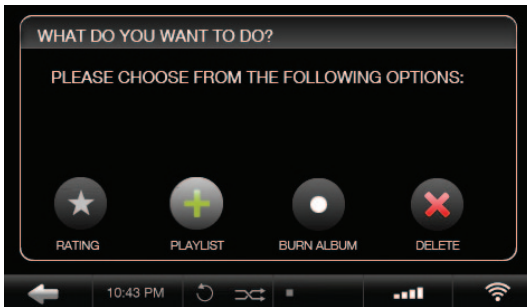 WHAT DO YOU WANT TO DO?
PLEASE CHOOSE FROM THE FOLLOWING OPTIONS:
RATING PLAYLIST BURN ALBUM DELETE
10:43 PM